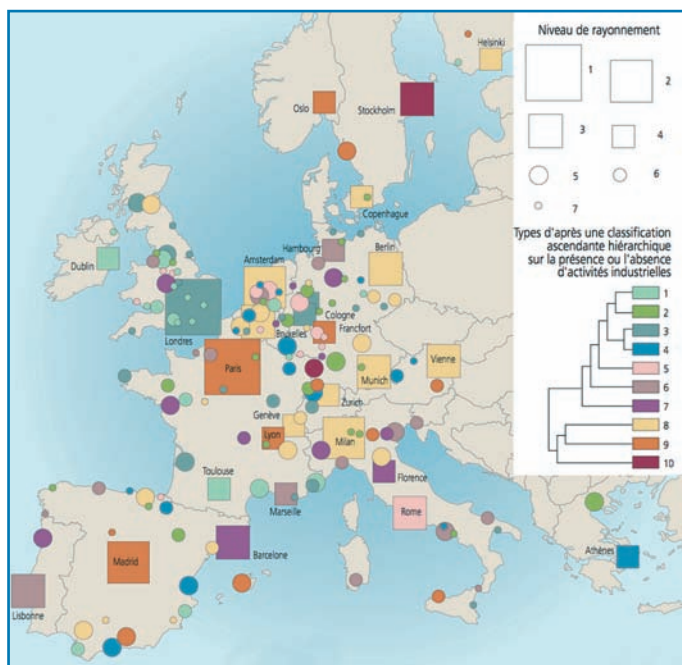 Niveau de rayonnement
1
2
3
4
5
6
7
Types d'après une classification
ascendante hiérarchique
sur la présence ou l'absence
d'activités industrielles
1
2
3
4
5
6
7
8
9
10
Helsinki
Oslo
Stockholm
Copenhague
Dublin
Hambourg
Berlin
Amsterdam
Londres
Cologne
Bruxelles
Francfort
Paris
Munich
Vienne
Zurich
Genève
Lyon
Milan
Toulouse
Marseille
Florence
Rome
Barcelone
Madrid
Lisbonne
Athènes